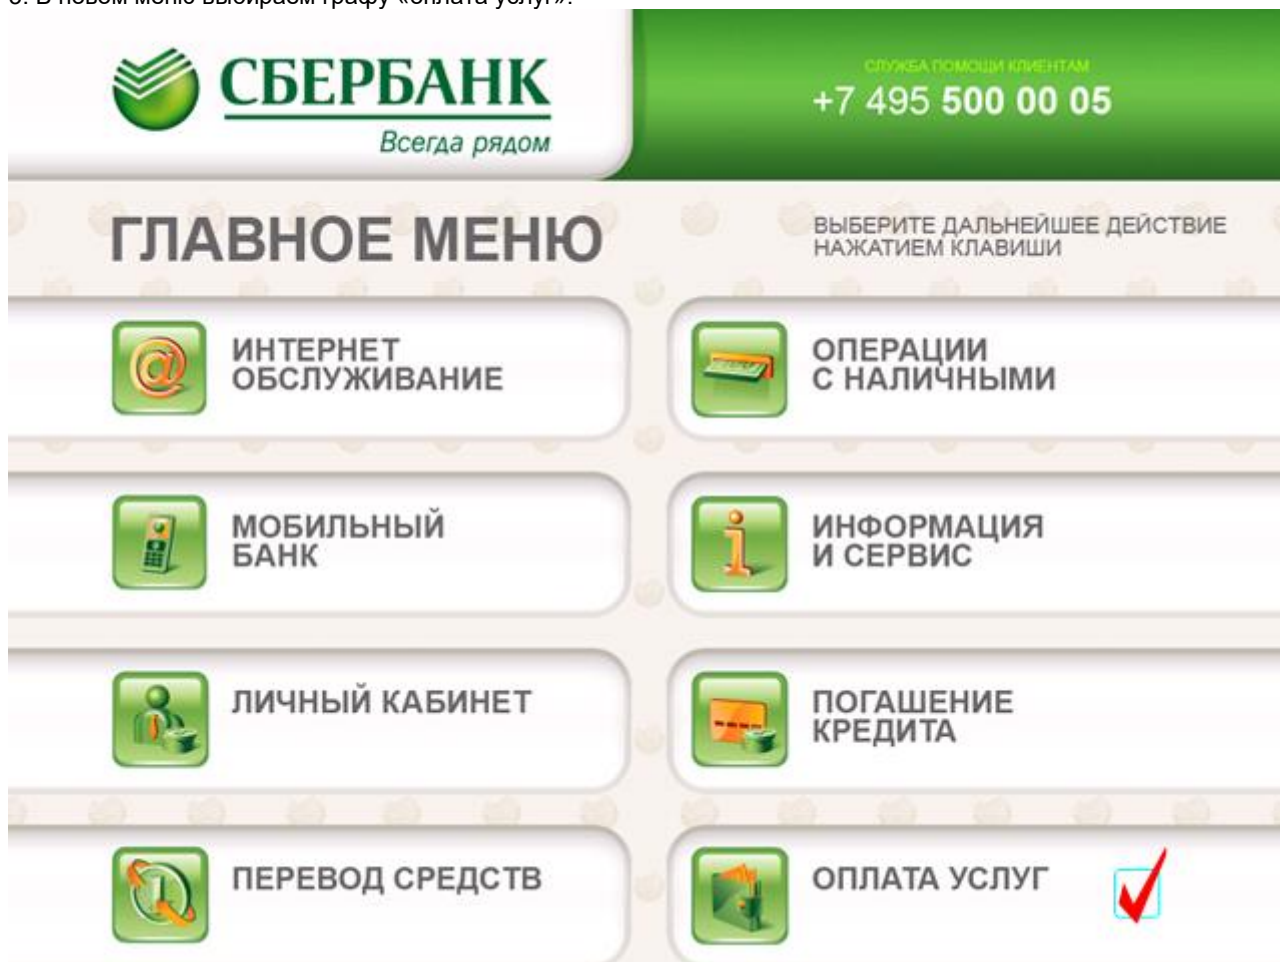 В новом меню выбираем графу «оплата услуг».
СБЕРБАНК
Всегда рядом
СЛУЖБА ПОМОЩИ КЛИЕНТАМ
+7 495 500 00 05
ГЛАВНОЕ МЕНЮ
ВЫБЕРИТЕ ДАЛЬНЕЙШЕЕ ДЕЙСТВИЕ
НАЖАТИЕМ КЛАВИШИ
ИНТЕРНЕТ
ОБСЛУЖИВАНИЕ
ОПЕРАЦИИ
С НАЛИЧНЫМИ
МОБИЛЬНЫЙ
БАНК
ИНФОРМАЦИЯ
И СЕРВИС
ЛИЧНЫЙ КАБИНЕТ
ПОГАШЕНИЕ
КРЕДИТА
ПЕРЕВОД СРЕДСТВ
ОПЛАТА УСЛУГ